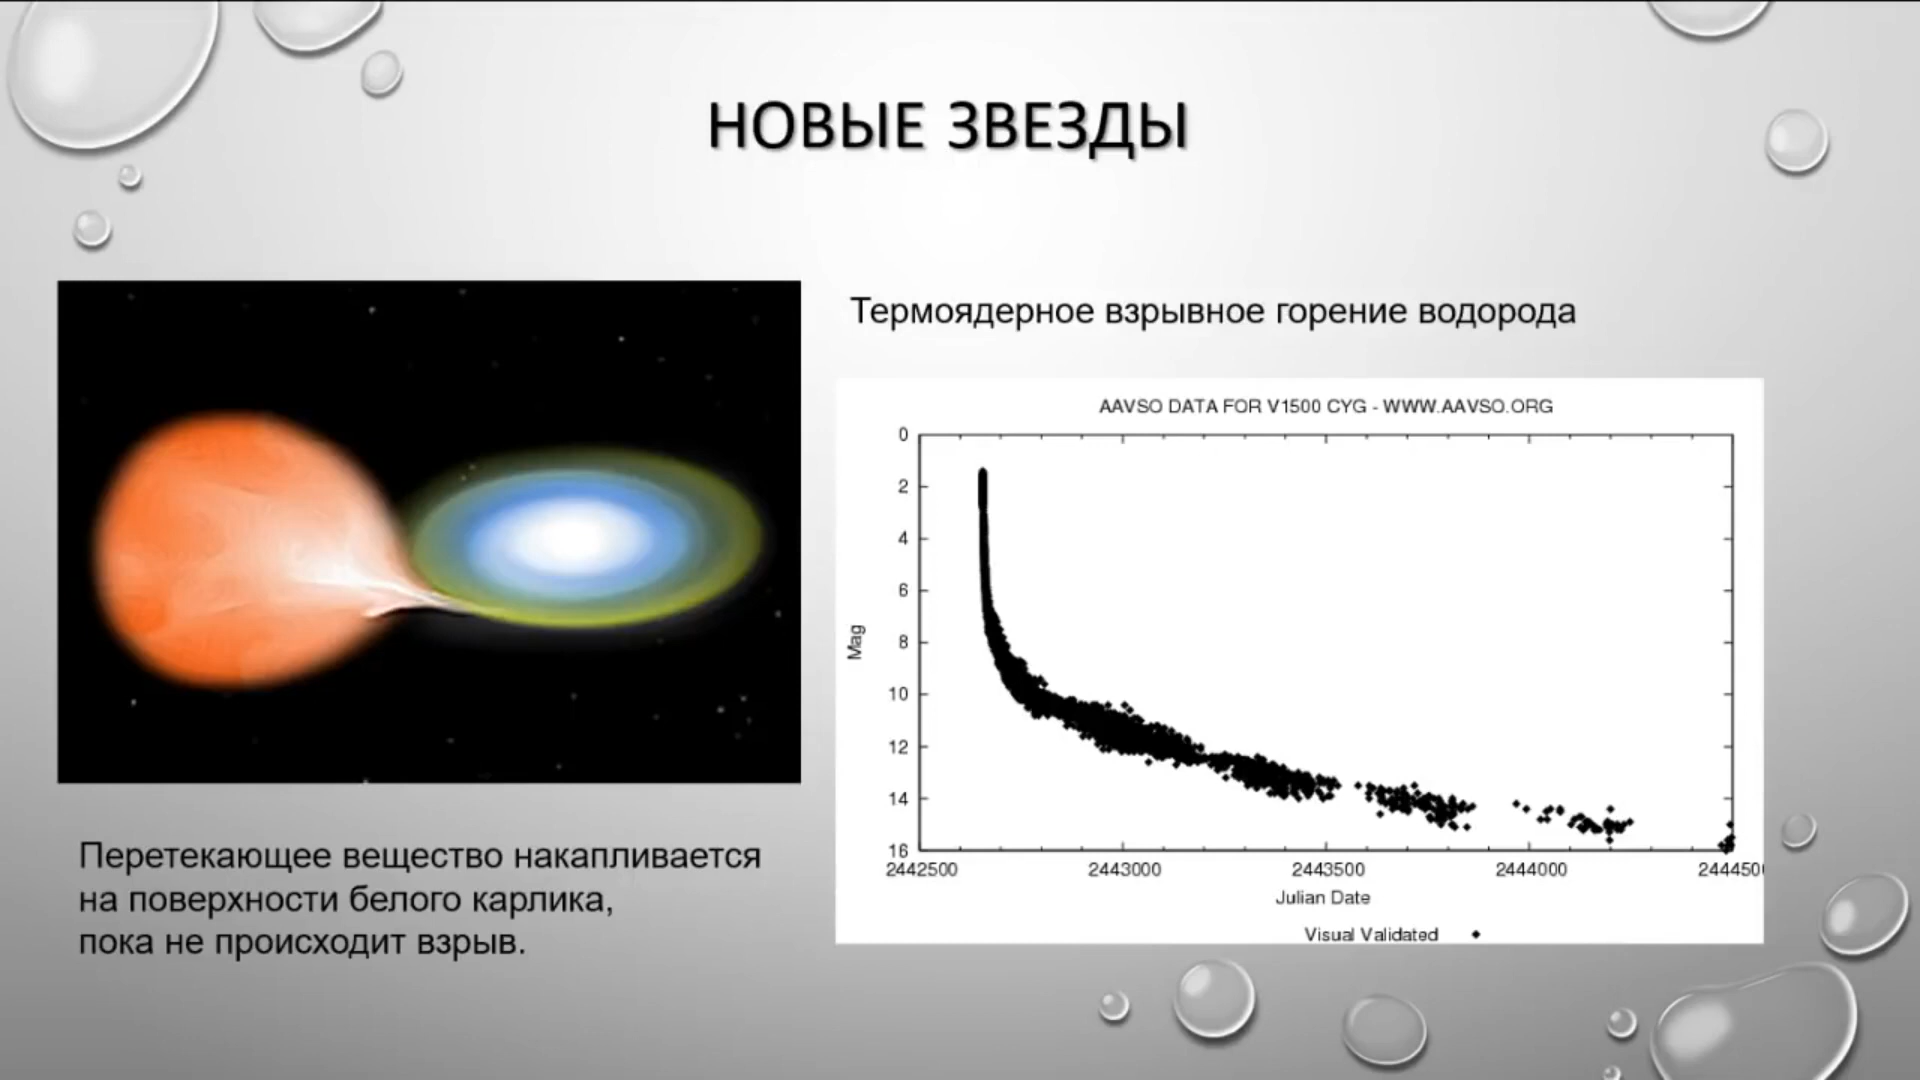 НОВЫЕ ЗВЕЗДЫ
Термоядерное взрывное горение водорода
AAVSO DATA FOR V1500 CYG - WWW.AAVSO.ORG
0
2
4
6
8
10
12
14
16
Mag
2442500 2443000 2443500 2444000 244450
Julian Date
Visual Validated
Перетекающее вещество накапливается
на поверхности белого карлика,
пока не происходит взрыв.